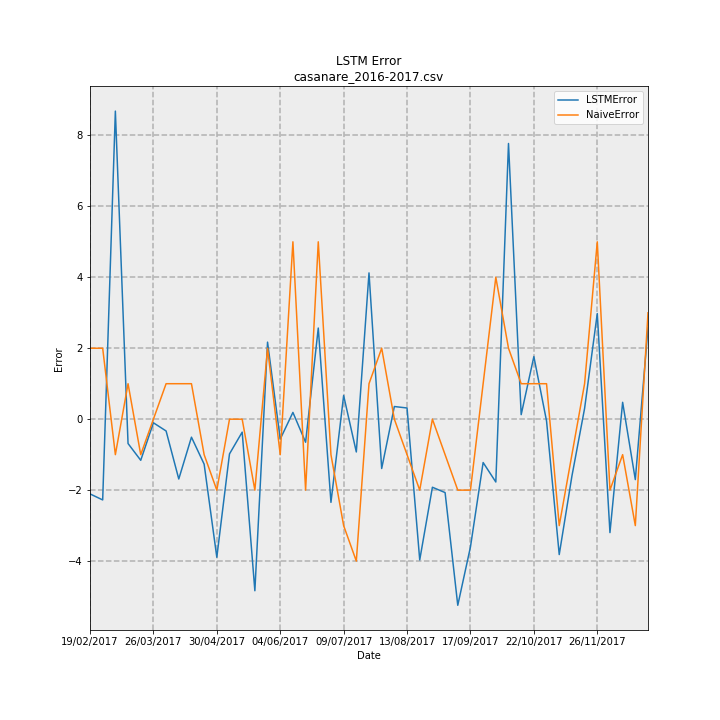 LSTM Error
casanare_2016-2017.csv
LSTMError
NaiveError
Error
8
6
4
2
0
−2
−4
19/02/2017 26/03/2017 30/04/2017 04/06/2017 09/07/2017 13/08/2017 17/09/2017 22/10/2017 26/11/2017
Date